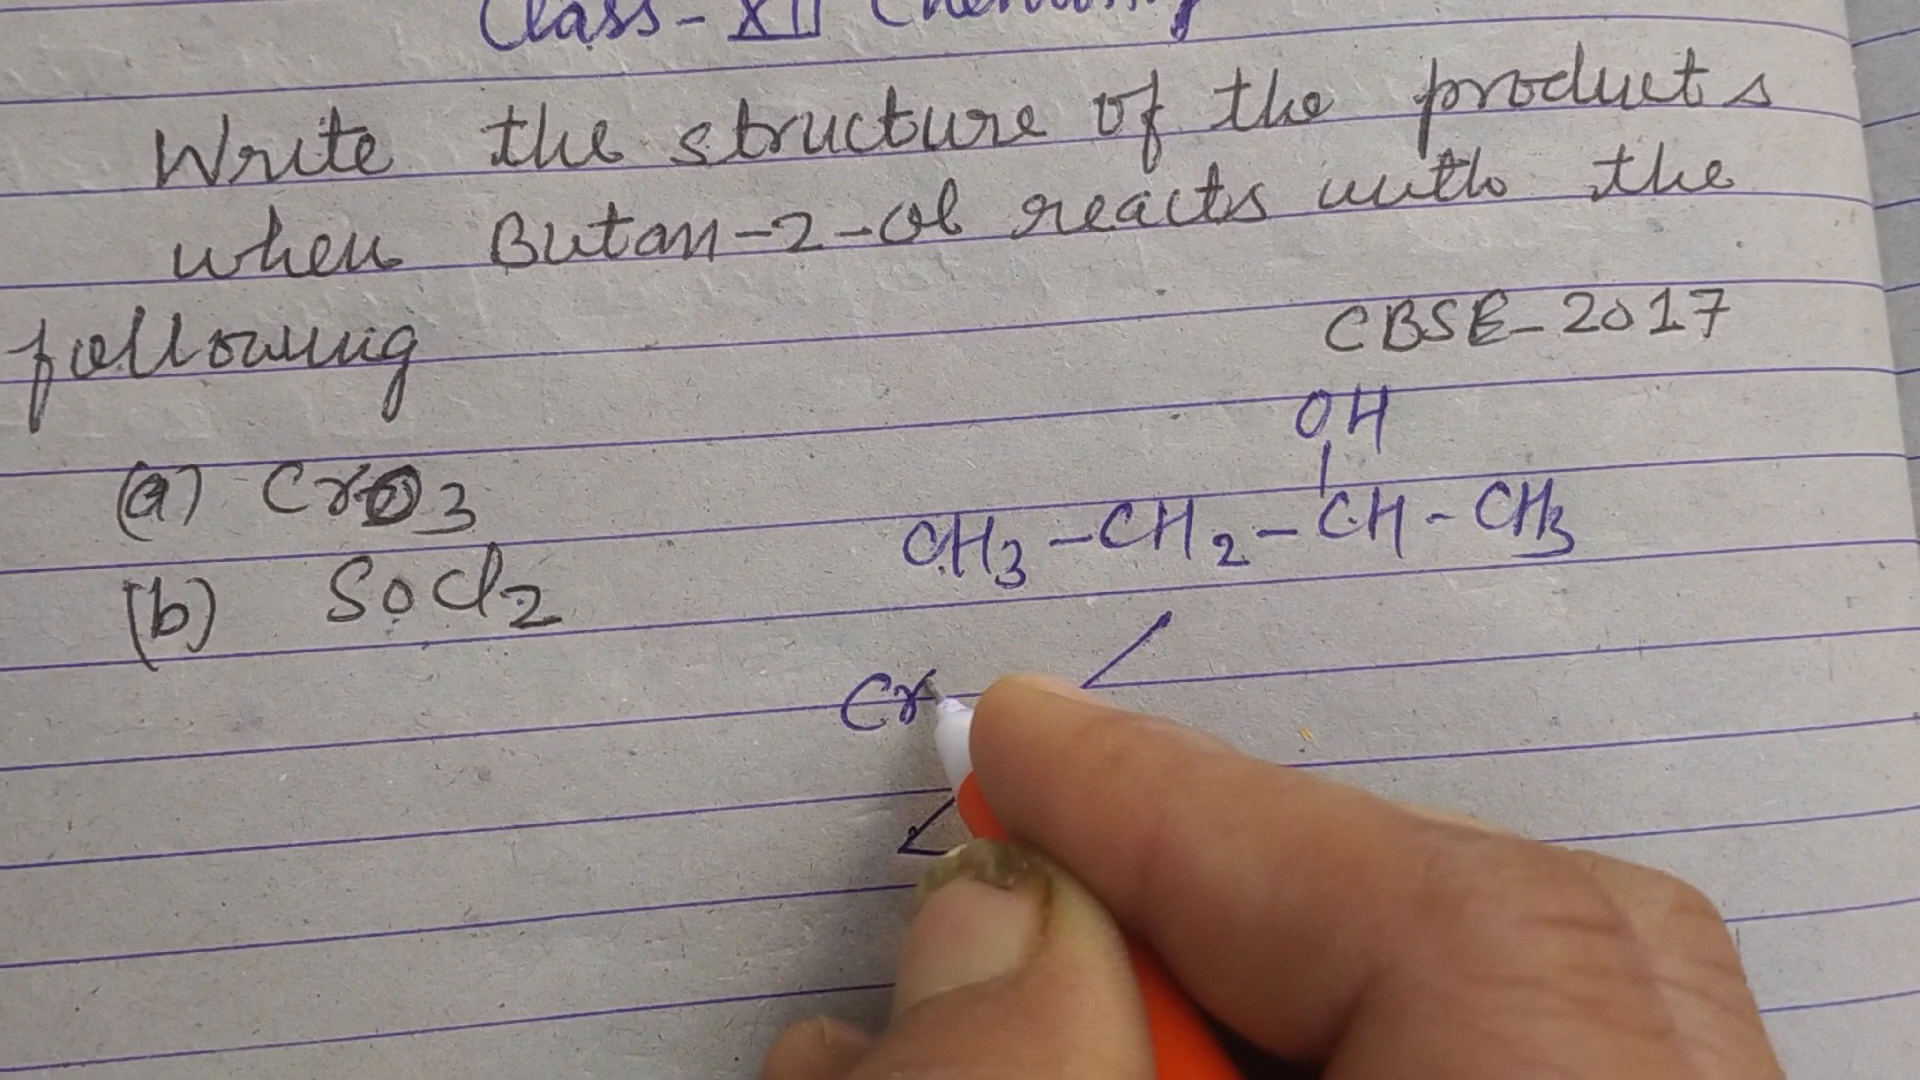 Class-XII Chemistry
Write the structure of the products
when Butan-2-ol reacts with the
following
CBSE-2017
(a) CrO3
(b) SOCl2
OH
CH3-CH2-CH-CH3
Cr